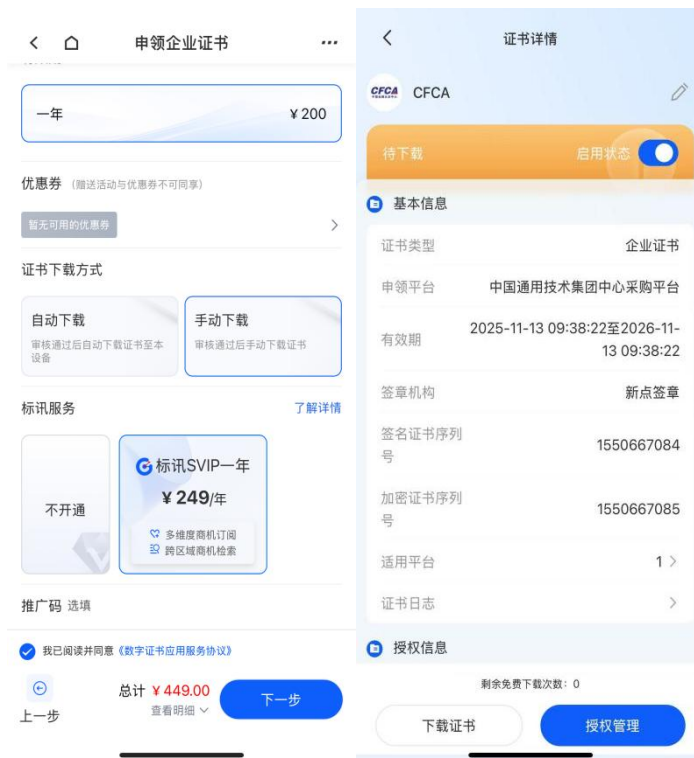 申领企业证书
一年
¥ 200
优惠券 (赠送活动与优惠券不可同享)
暂无可用的优惠券
证书下载方式
自动下载
审核通过后自动下载证书至本
设备
手动下载
审核通过后手动下载证书
标讯服务
了解详情
不开通
标讯SVIP一年
¥ 249/年
多维度商机订阅
跨区域商机检索
推广码 选填
我已阅读并同意《数字证书应用服务协议》
上一步
总计 ¥ 449.00
查看明细
下一步
证书详情
CFCA
CFCA
待下载
启用状态
基本信息
证书类型
企业证书
申领平台
中国通用技术集团中心采购平台
有效期
2025-11-13 09:38:22至2026-11-
13 09:38:22
签章机构
新点签章
签名证书序列
号
1550667084
加密证书序列
号
1550667085
适用平台
1
证书日志
授权信息
剩余免费下载次数：0
下载证书
授权管理